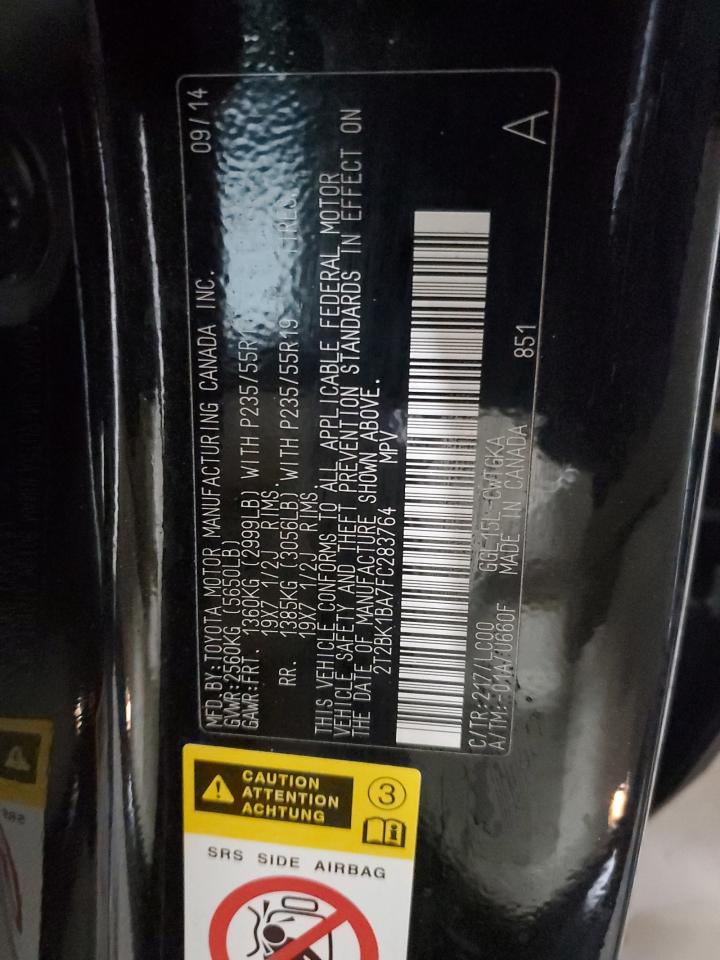 MFD.BY:TOYOTA MOTOR MANUFACTURING CANADA INC. 09/14
GVWR:2560KG (5650LB)
GAWR:FRT. 1360KG (2999LB) WITH P235/55R19
19X7 1/2J RIMS.
RR. 1385KG (3056LB) WITH P235/55R19 TIRES
19X7 1/2J RIMS.
THIS VEHICLE CONFORMS TO ALL APPLICABLE FEDERAL MOTOR
VEHICLE SAFETY AND THEFT PREVENTION STANDARDS IN EFFECT ON
THE DATE OF MANUFACTURE SHOWN ABOVE.
2T2BK1BA7FC283764 MPV
C/TR:217/LC00 851 A
A/TM:-01A/U660F MADE IN CANADA
CAUTION
ATTENTION
ACHTUNG
3
SRS SIDE AIRBAG